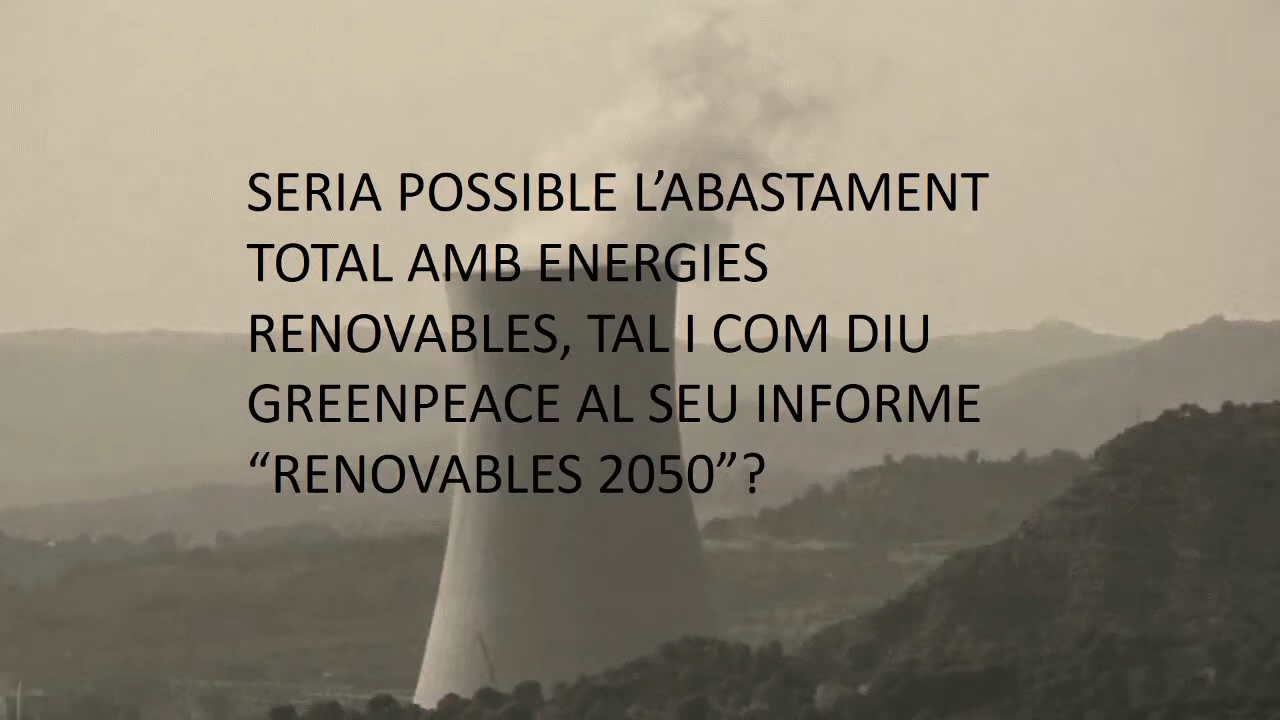 SERIA POSSIBLE L’ABASTAMENT
TOTAL AMB ENERGIES
RENOVABLES, TAL I COM DIU
GREENPEACE AL SEU INFORME
“RENOVABLES 2050”?